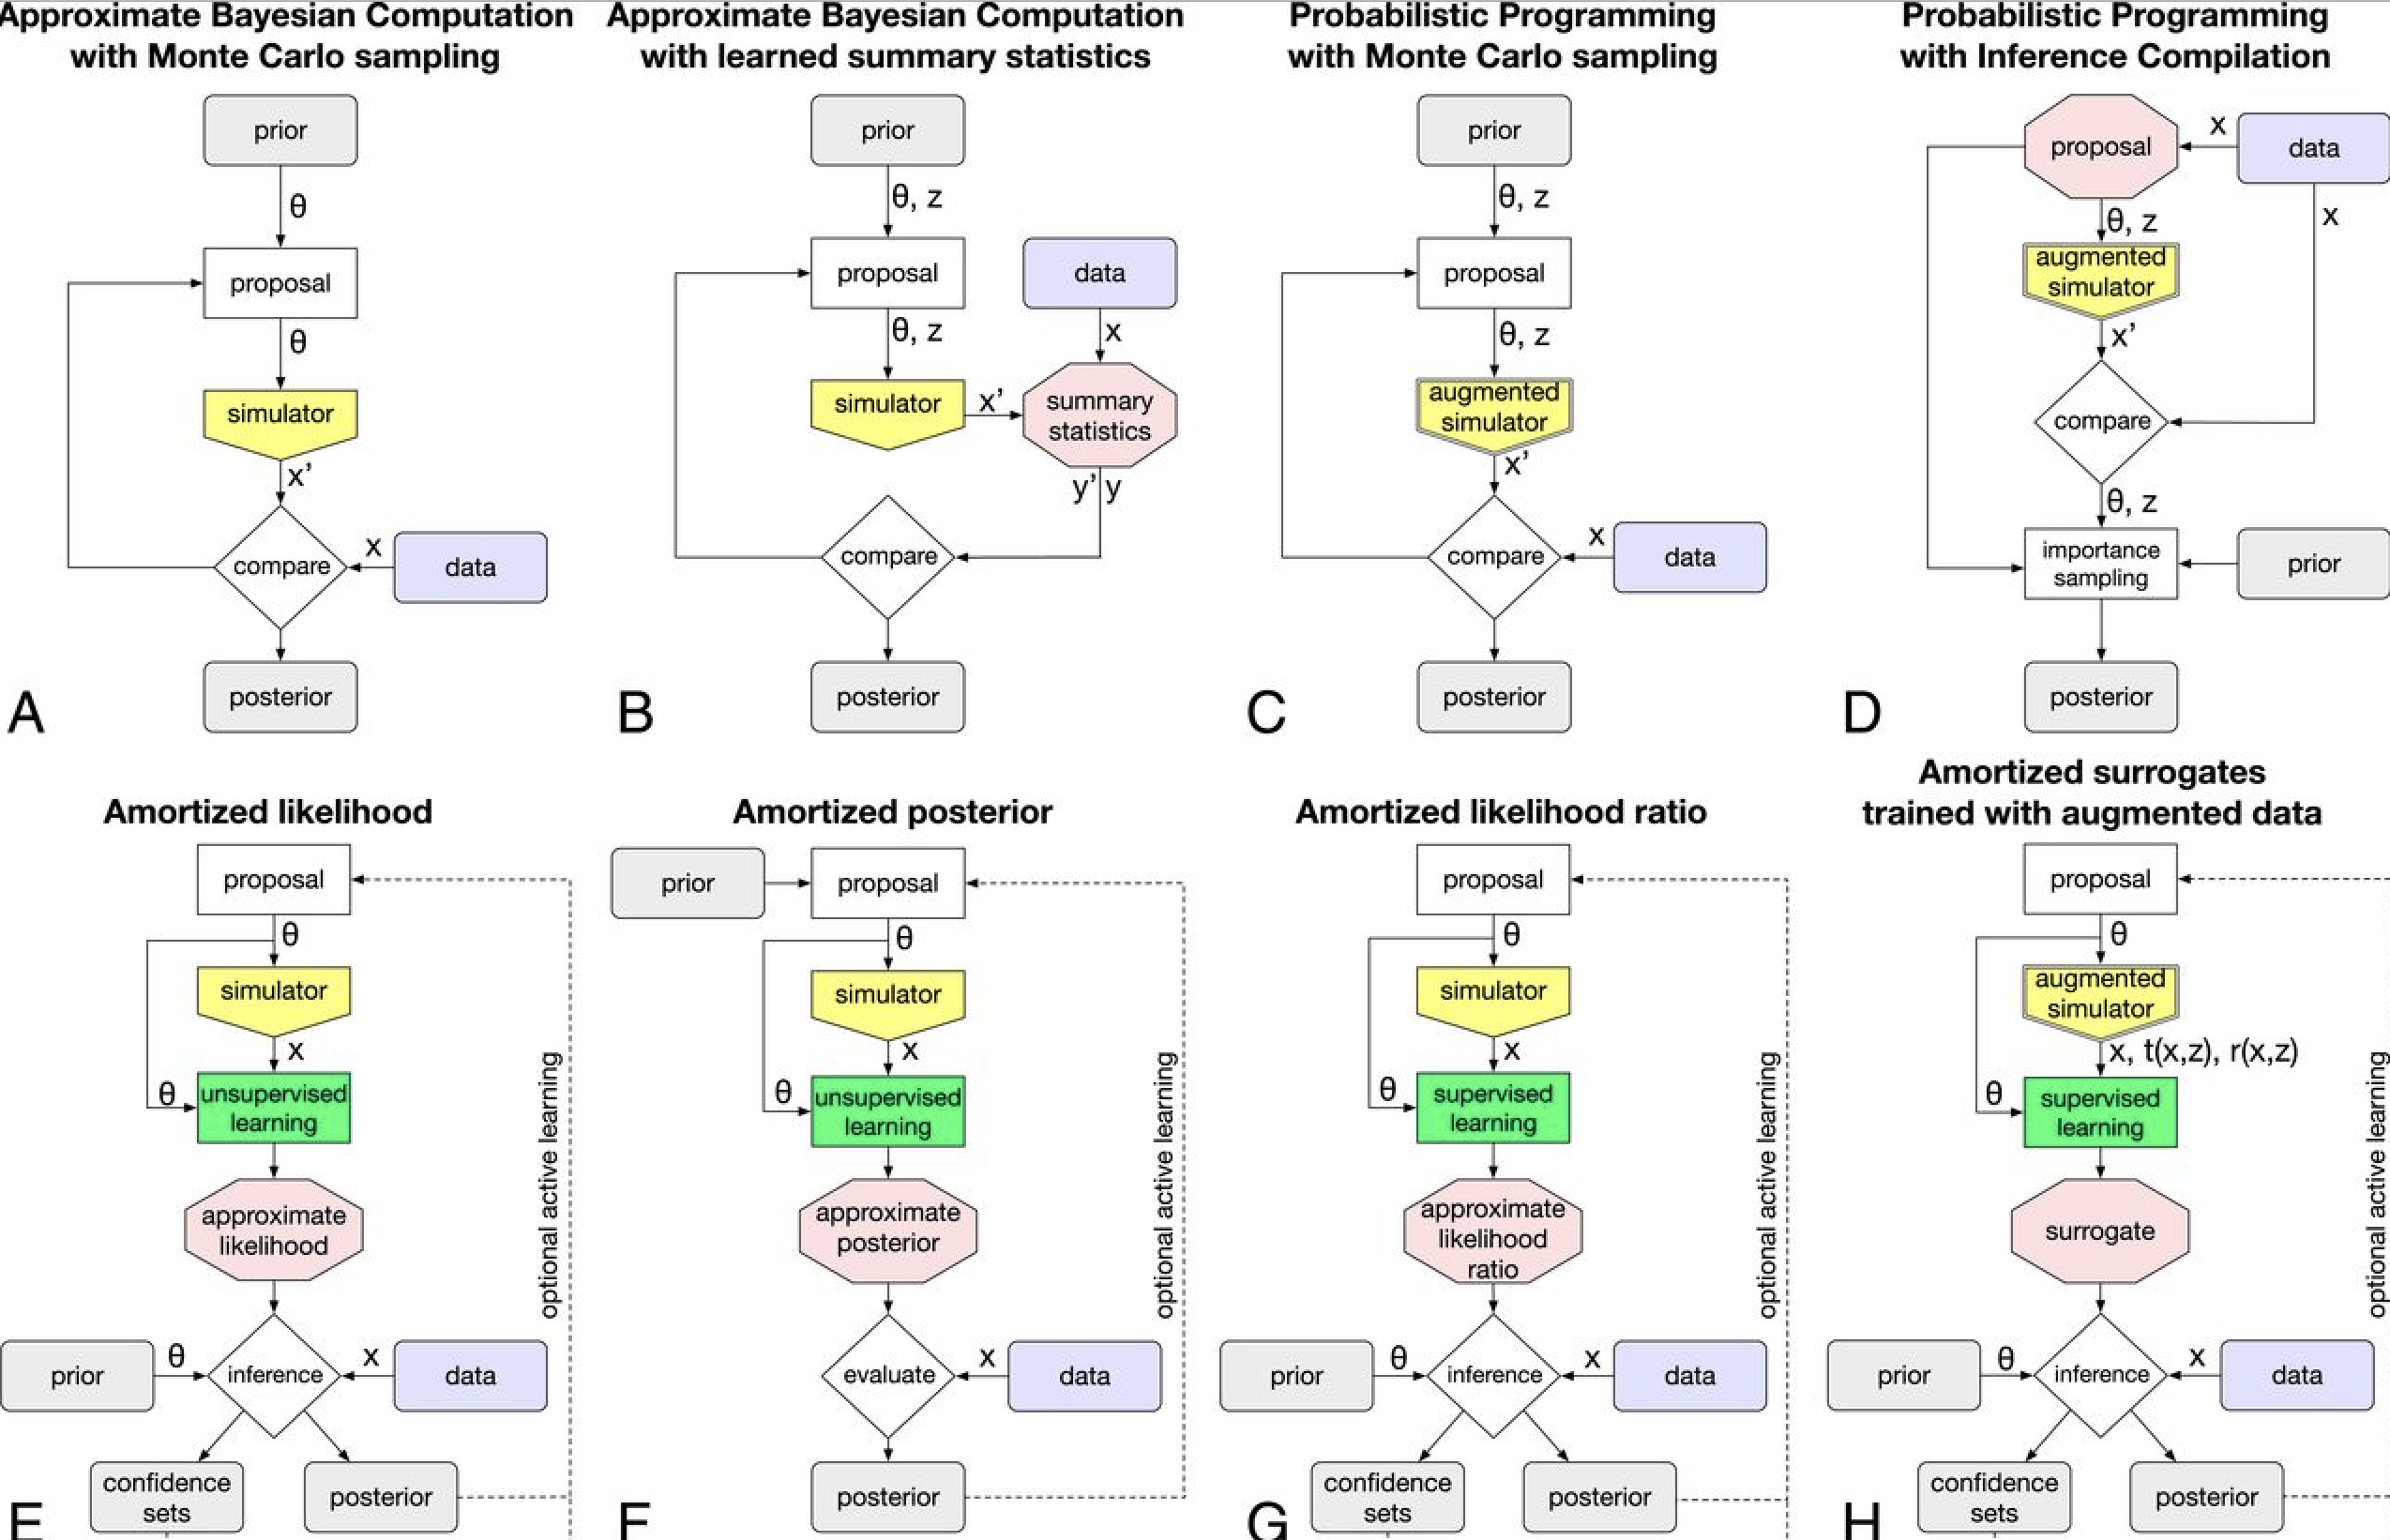 Approximate Bayesian Computation
with Monte Carlo sampling
prior
θ
proposal
θ
simulator
x’
compare
x
data
posterior
A
Approximate Bayesian Computation
with learned summary statistics
prior
θ, z
proposal
data
θ, z
x
simulator
x’
summary
statistics
y’ y
compare
posterior
B
Probabilistic Programming
with Monte Carlo sampling
prior
θ, z
proposal
θ, z
augmented
simulator
x’
compare
x
data
posterior
C
Probabilistic Programming
with Inference Compilation
proposal
x
data
θ, z
x
augmented
simulator
x’
compare
θ, z
importance
sampling
prior
posterior
D
Amortized likelihood
proposal
θ
simulator
x
θ
unsupervised
learning
approximate
likelihood
prior
θ
inference
x
data
confidence
sets
posterior
optional active learning
E
Amortized posterior
prior
proposal
θ
simulator
x
θ
unsupervised
learning
approximate
posterior
evaluate
x
data
posterior
optional active learning
F
Amortized likelihood ratio
proposal
θ
simulator
x
θ
supervised
learning
approximate
likelihood
ratio
prior
θ
inference
x
data
confidence
sets
posterior
optional active learning
G
Amortized surrogates
trained with augmented data
proposal
θ
augmented
simulator
x, t(x,z), r(x,z)
θ
supervised
learning
surrogate
prior
θ
inference
x
data
confidence
sets
posterior
optional active learning
H